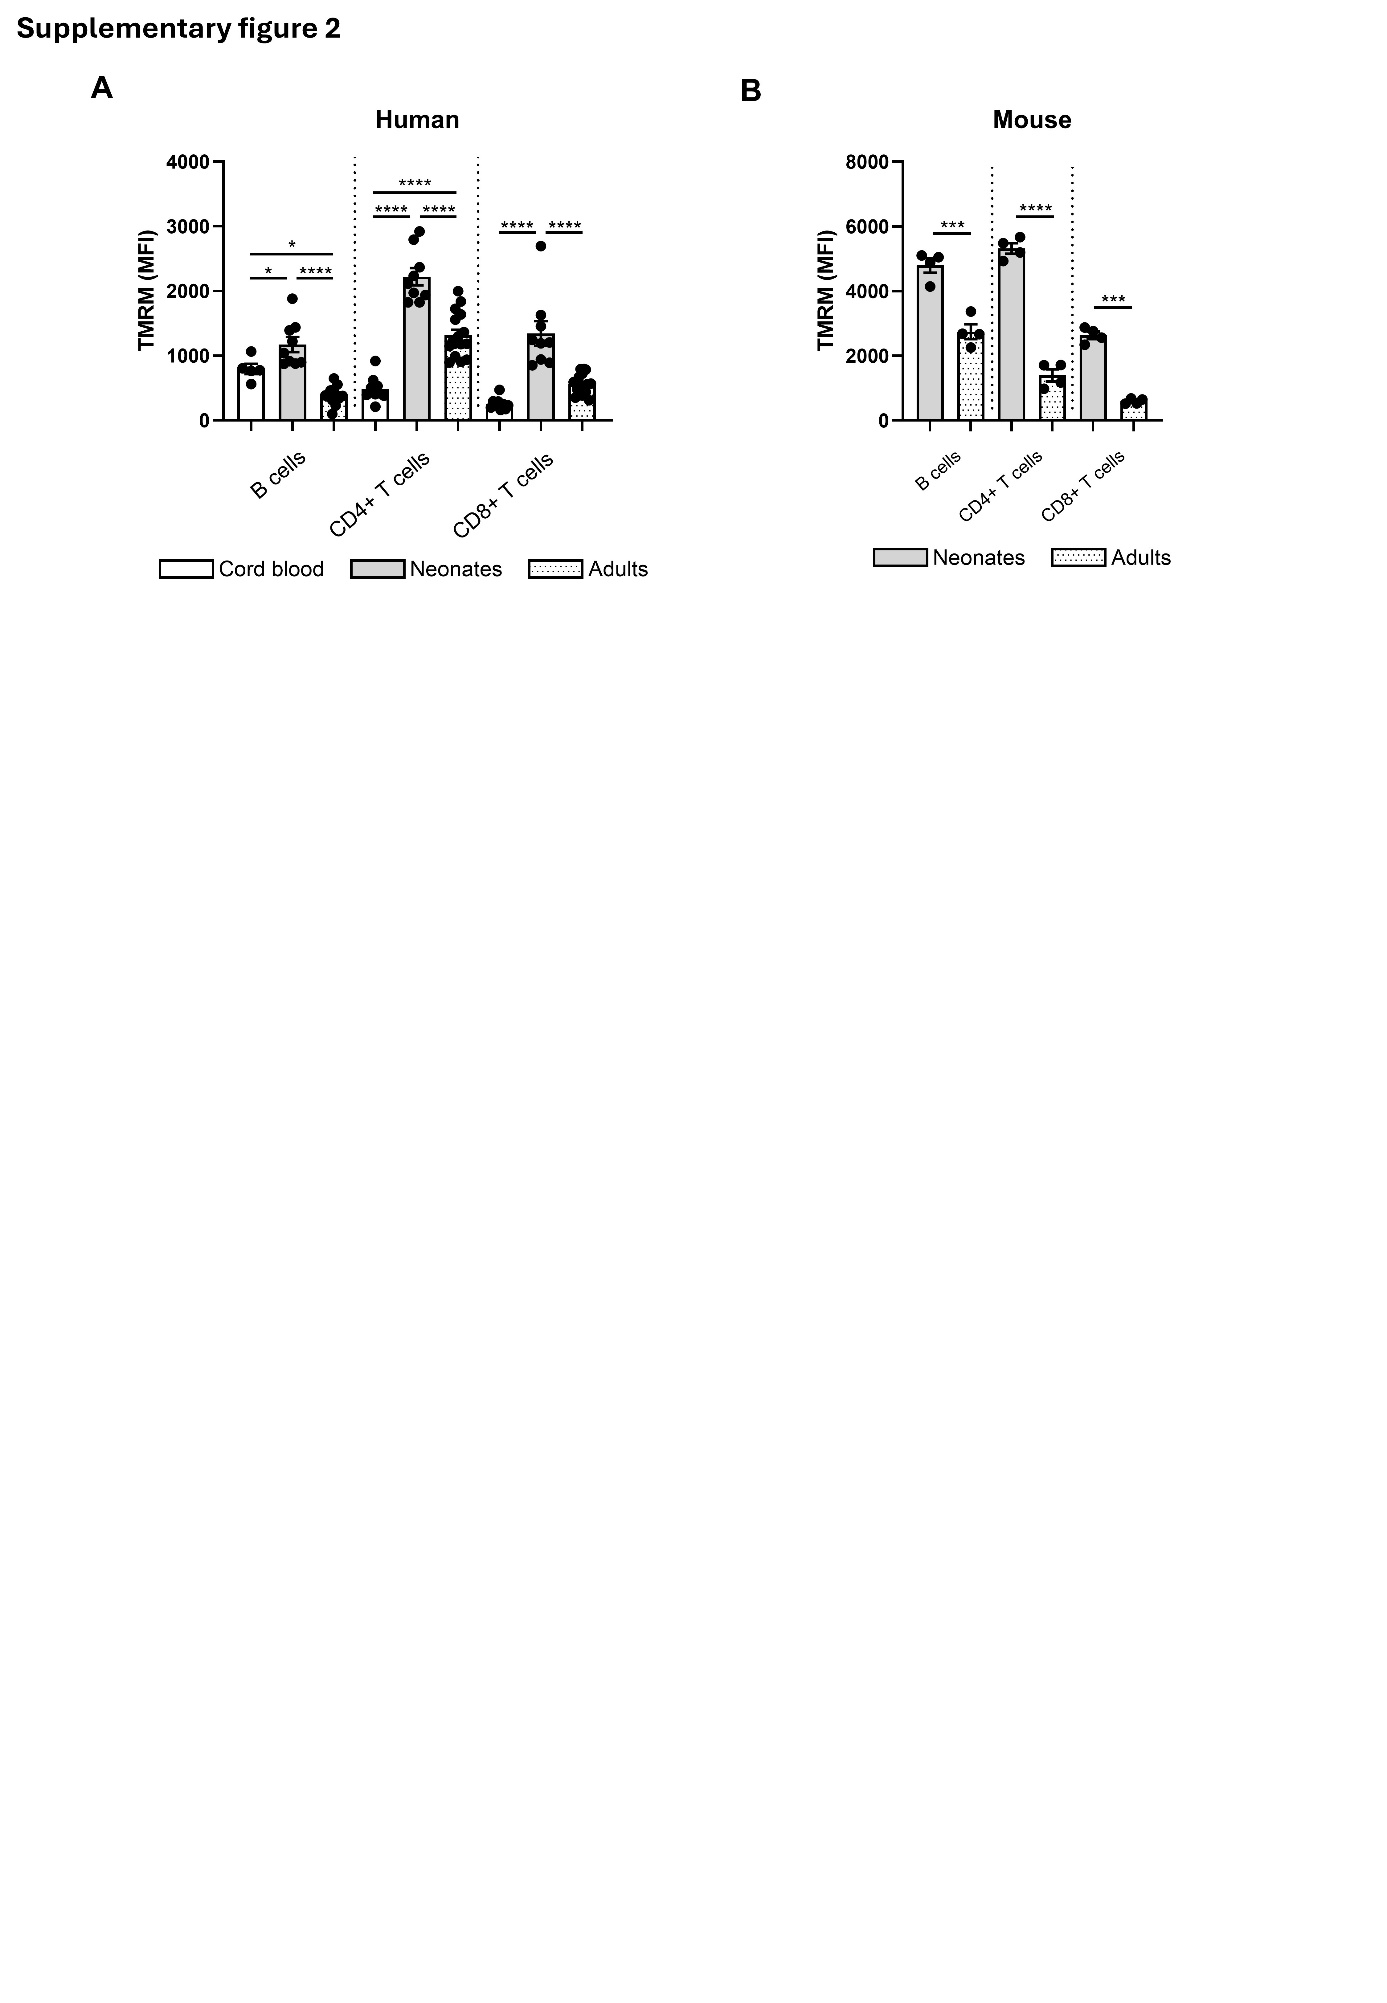 Supplementary figure 2
A
Human
TMRM (MFI)
4000
3000
2000
1000
0
*
* ****
****
**** ****
**** ****
B cells
CD4+ T cells
CD8+ T cells
Cord blood Neonates Adults
B
Mouse
TMRM (MFI)
8000
6000
4000
2000
0
***
****
***
B cells
CD4+ T cells
CD8+ T cells
Neonates Adults